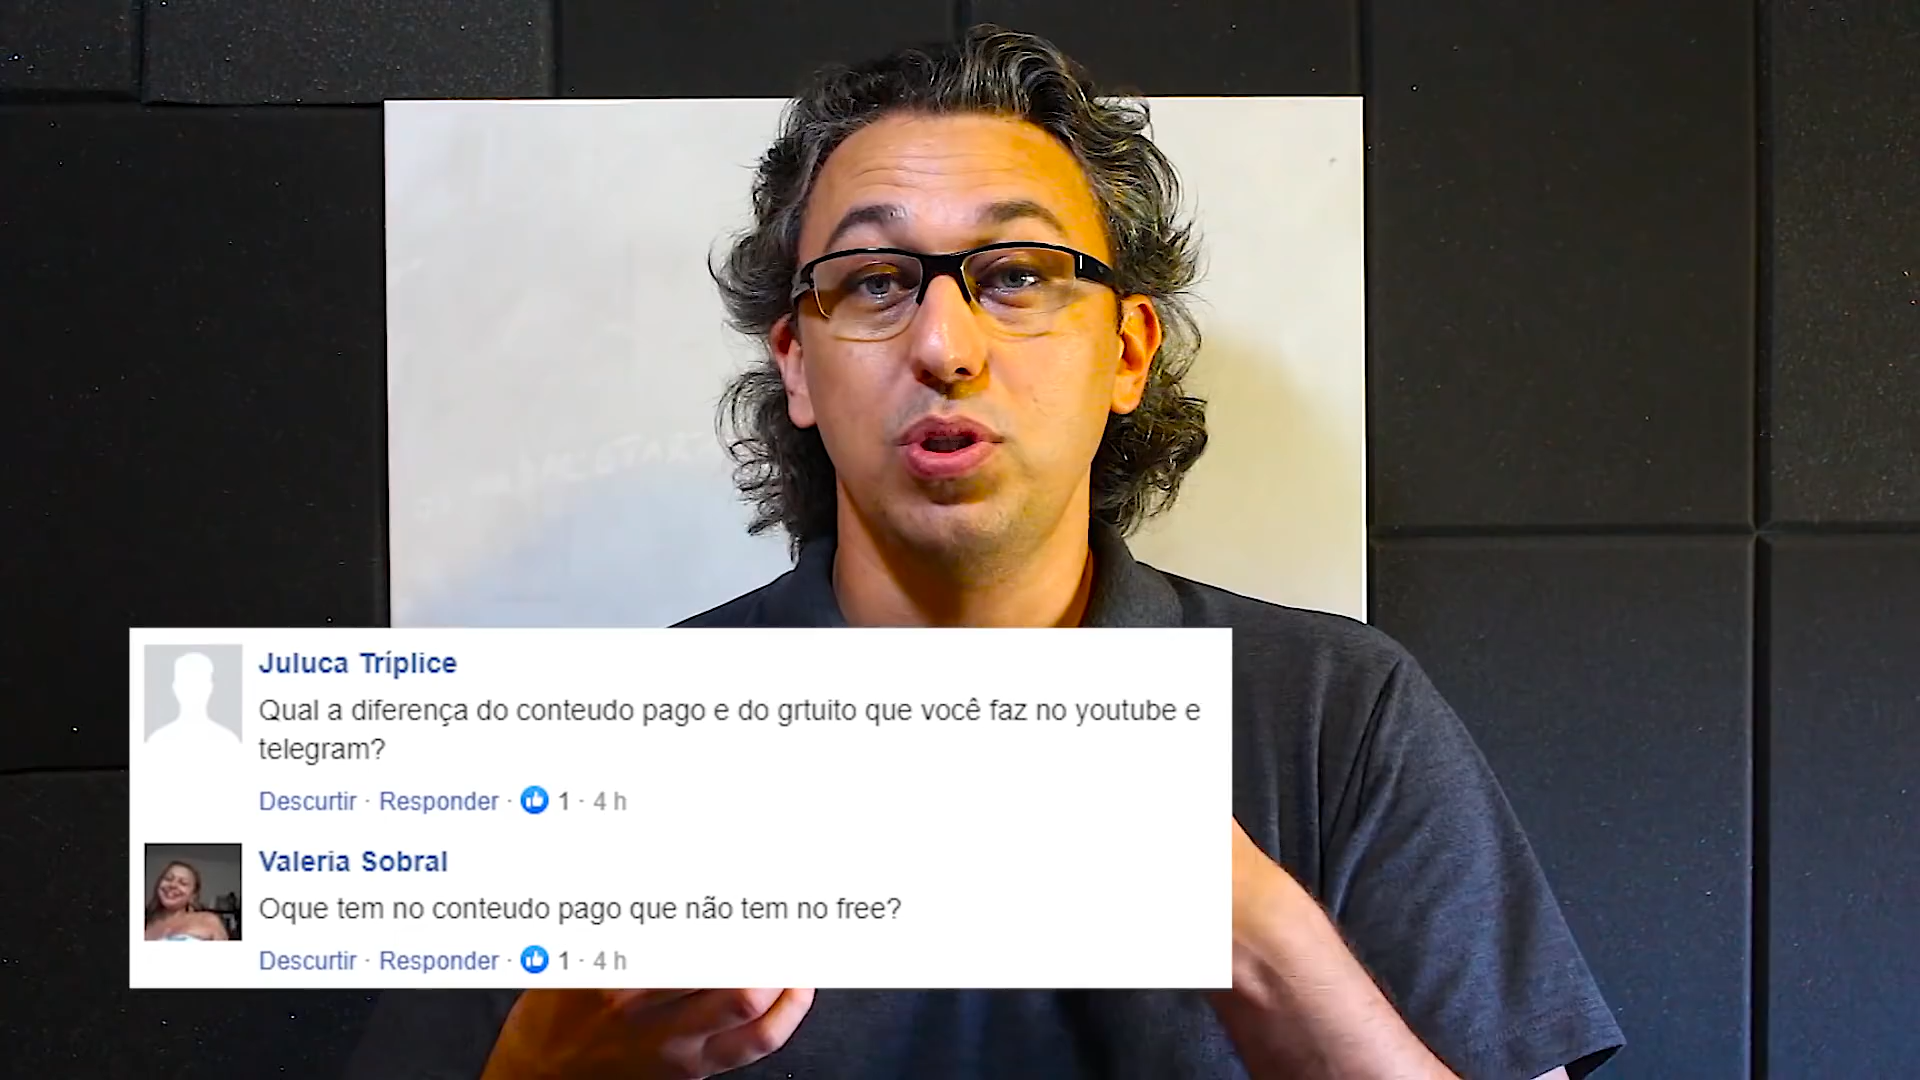 Juluca Tríplice
Qual a diferença do conteudo pago e do grtuito que você faz no youtube e
telegram?
Descurtir · Responder · 1 · 4 h
Valeria Sobral
Oque tem no conteudo pago que não tem no free?
Descurtir · Responder · 1 · 4 h